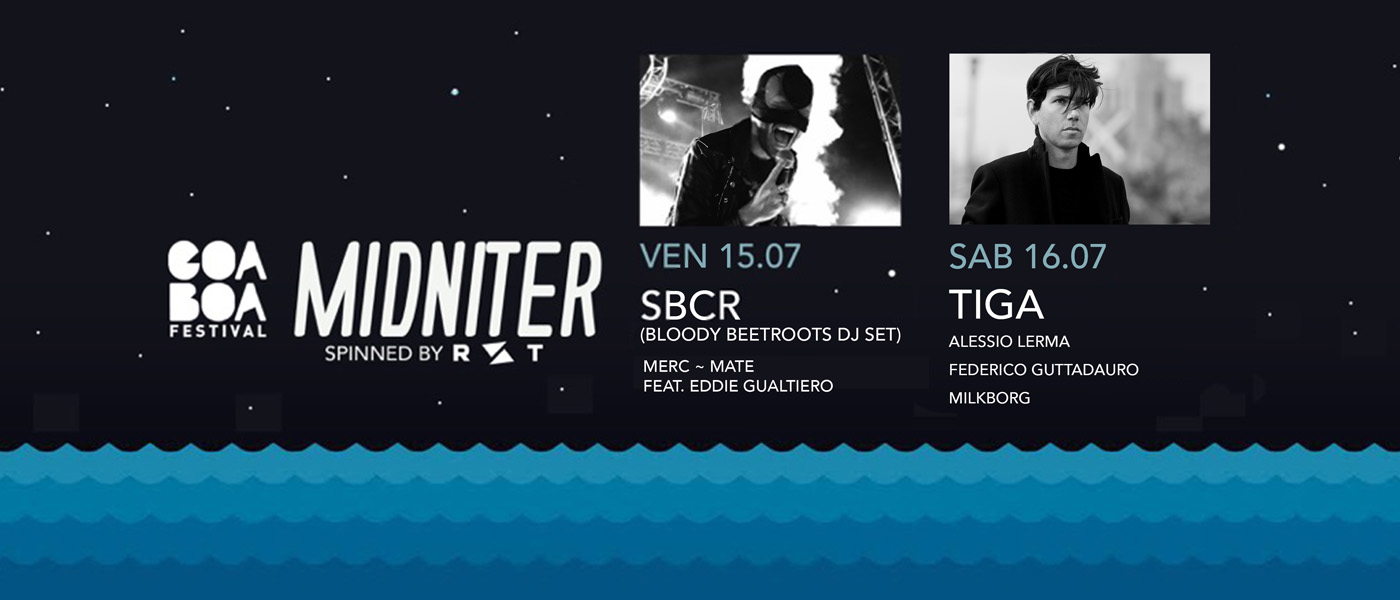 GOA
BOA
FESTIVAL
MIDNITER
SPINNED BY R T
VEN 15.07
SBCR
(BLOODY BEETROOTS DJ SET)
MERC ~ MATE
FEAT. EDDIE GUALTIERO
SAB 16.07
TIGA
ALESSIO LERMA
FEDERICO GUTTADAURO
MILKBORG